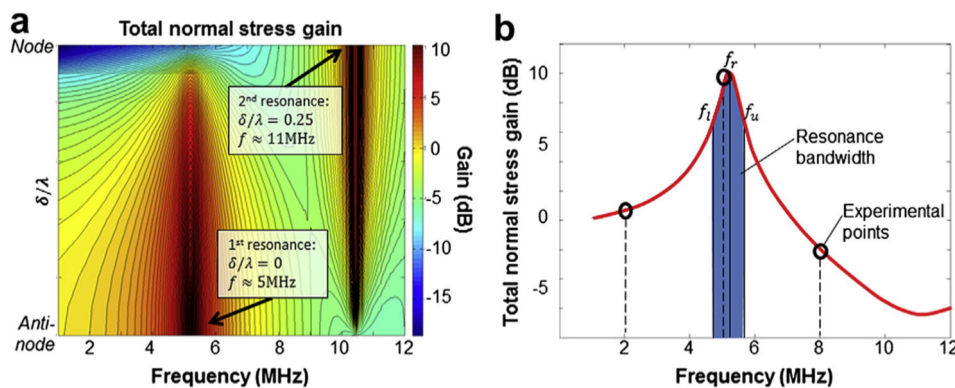 a
Total normal stress gain
Node
δ/λ
Anti-
node
2nd resonance:
δ/λ = 0.25
f ≈ 11MHz
1st resonance:
δ/λ = 0
f ≈ 5MHz
2 4 6 8 10 12
Frequency (MHz)
10
5
0
-5
-10
-15
Gain (dB)
b
Total normal stress gain (dB)
10
5
0
-5
fr
fl
fu
Resonance
bandwidth
Experimental
points
2 4 6 8 10 12
Frequency (MHz)